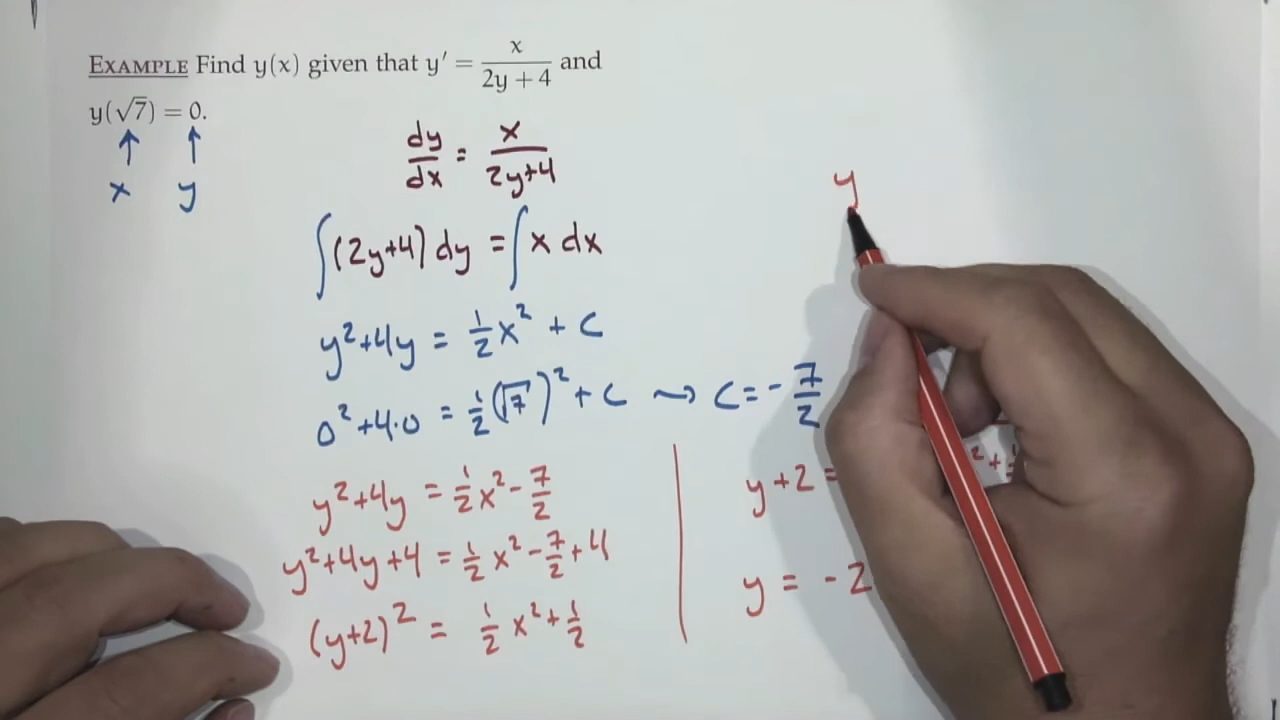 EXAMPLE Find y(x) given that y′ = x/(2y + 4) and
y(√7) = 0.
↑ ↑
x y
dy/dx = x/(2y+4)
∫(2y+4) dy = ∫x dx
y²+4y = ½x² + C
0²+4·0 = ½(√7)² + C ⇝ C = -7/2
y²+4y = ½x² - 7/2
y²+4y+4 = ½x² - 7/2 + 4
(y+2)² = ½x² + ½
y
y+2 =
y = -2